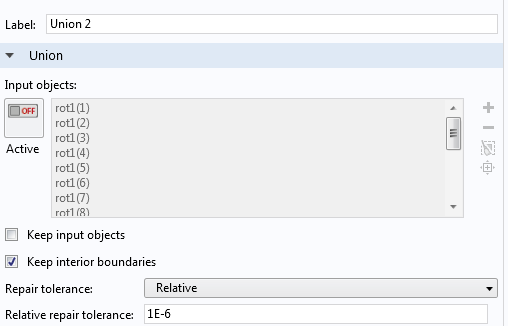 Label: Union 2
Union
Input objects:
OFF
Active
rot1(1)
rot1(2)
rot1(3)
rot1(4)
rot1(5)
rot1(6)
rot1(7)
rot1(8)
Keep input objects
Keep interior boundaries
Repair tolerance: Relative
Relative repair tolerance: 1E-6